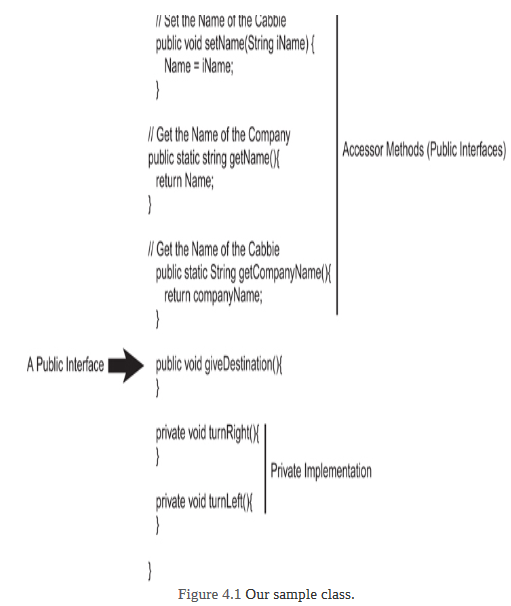 // Set the Name of the Cabbie
public void setName(String iName) {
Name = iName;
}
// Get the Name of the Company
public static string getName(){
return Name;
}
Accessor Methods (Public Interfaces)
// Get the Name of the Cabbie
public static String getCompanyName(){
return companyName;
}
A Public Interface
public void giveDestination(){
}
private void turnRight(){
}
Private Implementation
private void turnLeft(){
}
}
Figure 4.1 Our sample class.